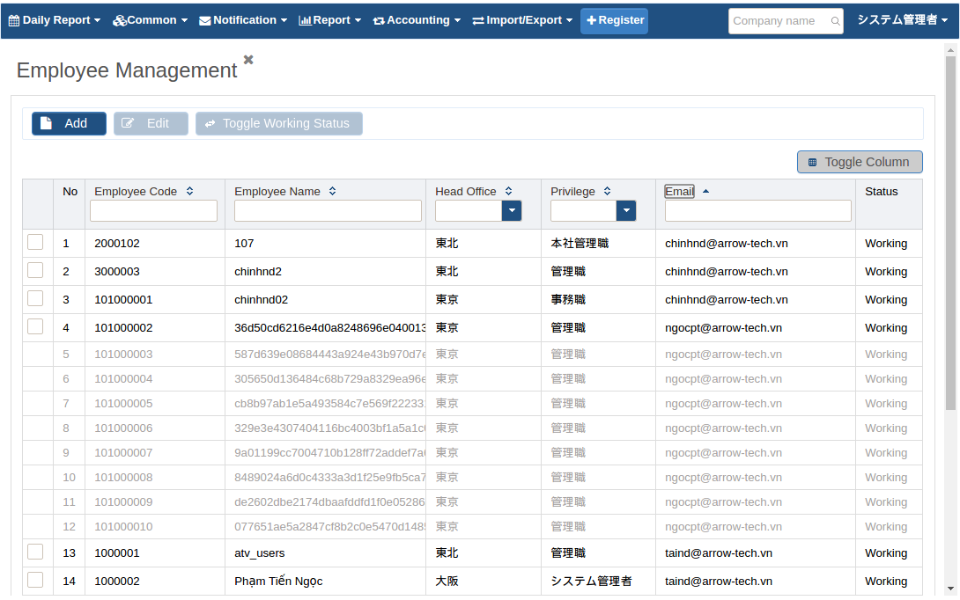 Daily Report Common Notification Report Accounting Import/Export Register Company name システム管理者
Employee Management
Add Edit Toggle Working Status
Toggle Column
No Employee Code Employee Name Head Office Privilege Email Status
1 2000102 107 東北 本社管理職 chinhnd@arrow-tech.vn Working
2 3000003 chinhnd2 東北 管理職 chinhnd@arrow-tech.vn Working
3 101000001 chinhnd02 東京 事務職 chinhnd@arrow-tech.vn Working
4 101000002 36d50cd6216e4d0a8248696e040013 東京 管理職 ngocpt@arrow-tech.vn Working
5 101000003 587d639e08684443a924e43b970d7e 東京 管理職 ngocpt@arrow-tech.vn Working
6 101000004 305650d136484c68b729a8329ea96e 東京 管理職 ngocpt@arrow-tech.vn Working
7 101000005 cb8b97ab1e5a493584c7e569f22233 東京 管理職 ngocpt@arrow-tech.vn Working
8 101000006 329e3e4307404116bc4003bf1a5a1c 東京 管理職 ngocpt@arrow-tech.vn Working
9 101000007 9a01199cc7004710b128ff72addef7a 東京 管理職 ngocpt@arrow-tech.vn Working
10 101000008 8489024a6d0c4333a3d1f25e9fb5ca7 東京 管理職 ngocpt@arrow-tech.vn Working
11 101000009 de2602dbe2174dbaafddfd1f0e05286 東京 管理職 ngocpt@arrow-tech.vn Working
12 101000010 077651ae5a2847cf8b2c0e5470d148 東京 管理職 ngocpt@arrow-tech.vn Working
13 1000001 atv_users 東北 管理職 taind@arrow-tech.vn Working
14 1000002 Phạm Tiến Ngọc 大阪 システム管理者 taind@arrow-tech.vn Working